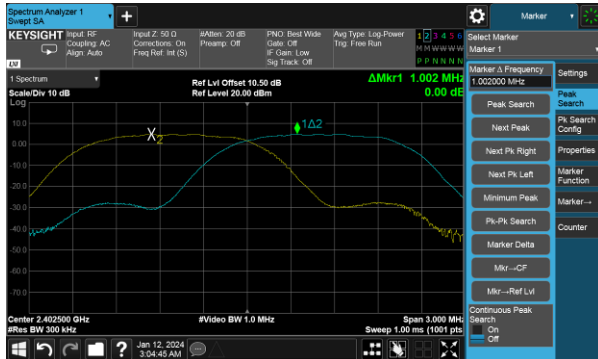 Spectrum Analyzer 1
Swept SA
+
Marker
KEYSIGHT
Input: RF
Coupling: AC
Align: Auto
Input Z: 50 Ω
Corrections: On
Freq Ref: Int (S)
#Atten: 20 dB
Preamp: Off
PNO: Best Wide
Gate: Off
IF Gain: Low
Sig Track: Off
Avg Type: Log-Power
Trig: Free Run
1 2 3 4 5 6
M M W W W W
P P N N N N
LXI
Select Marker
Marker 1
1 Spectrum
Scale/Div 10 dB
Ref Lvl Offset 10.50 dB
Ref Level 20.00 dBm
ΔMkr1 1.002 MHz
0.00 dB
Log
10.0
0.00
-10.0
-20.0
-30.0
-40.0
-50.0
-60.0
-70.0
X2
1Δ2
Center 2.402500 GHz
#Res BW 300 kHz
#Video BW 1.0 MHz
Span 3.000 MHz
Sweep 1.00 ms (1001 pts
Marker Δ Frequency
1.002000 MHz
Peak Search
Next Peak
Next Pk Right
Next Pk Left
Minimum Peak
Pk-Pk Search
Marker Delta
Mkr→CF
Mkr→Ref Lvl
Continuous Peak
Search
On
Off
Settings
Peak
Search
Pk Search
Config
Properties
Marker
Function
Marker→
Counter
?
Jan 12, 2024
3:04:45 AM